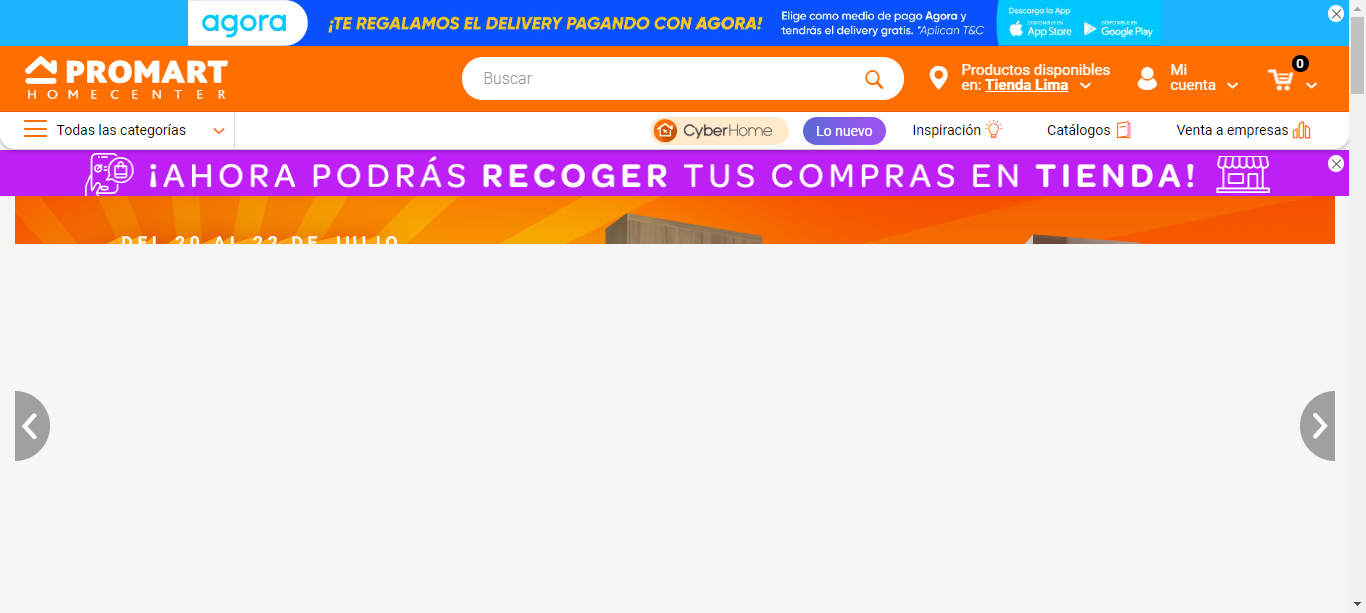 agora
¡TE REGALAMOS EL DELIVERY PAGANDO CON AGORA!
Elige como medio de pago Agora y
tendrás el delivery gratis. *Aplican T&C
Descarga la App
DISPONIBLE EN
App Store
DISPONIBLE EN
Google Play
PROMART
HOMECENTER
Buscar
Productos disponibles
en: Tienda Lima
Mi
cuenta
0
Todas las categorías
CyberHome
Lo nuevo
Inspiración
Catálogos
Venta a empresas
¡AHORA PODRÁS RECOGER TUS COMPRAS EN TIENDA!
DEL 20 AL 22 DE JULIO